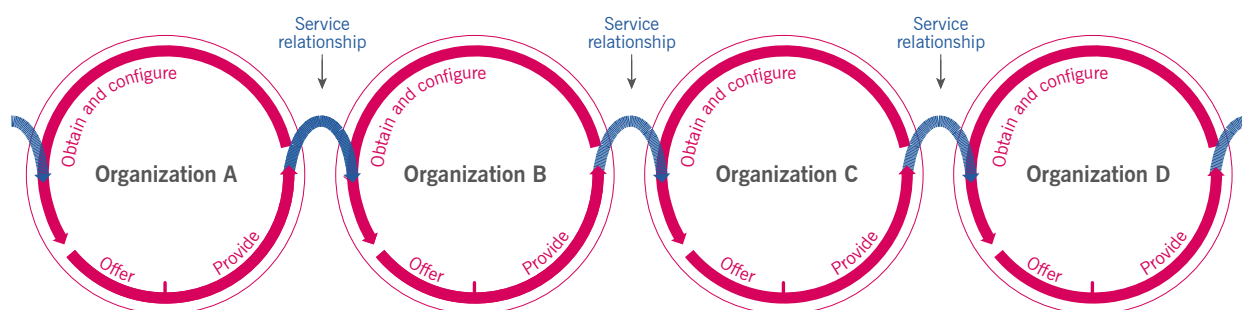 Service
relationship
Service
relationship
Service
relationship
Obtain and configure
Organization A
Offer
Provide
Obtain and configure
Organization B
Offer
Provide
Obtain and configure
Organization C
Offer
Provide
Obtain and configure
Organization D
Offer
Provide